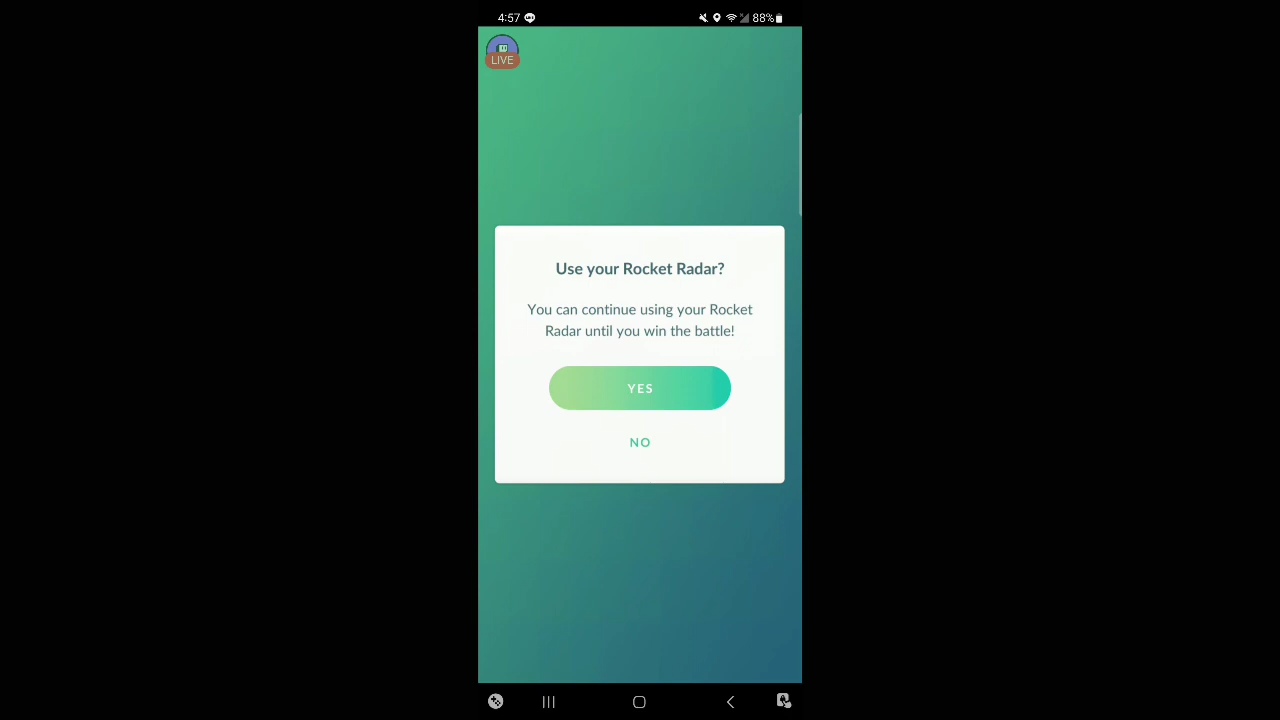 4:57
88%
LIVE
Use your Rocket Radar?
You can continue using your Rocket
Radar until you win the battle!
YES
NO